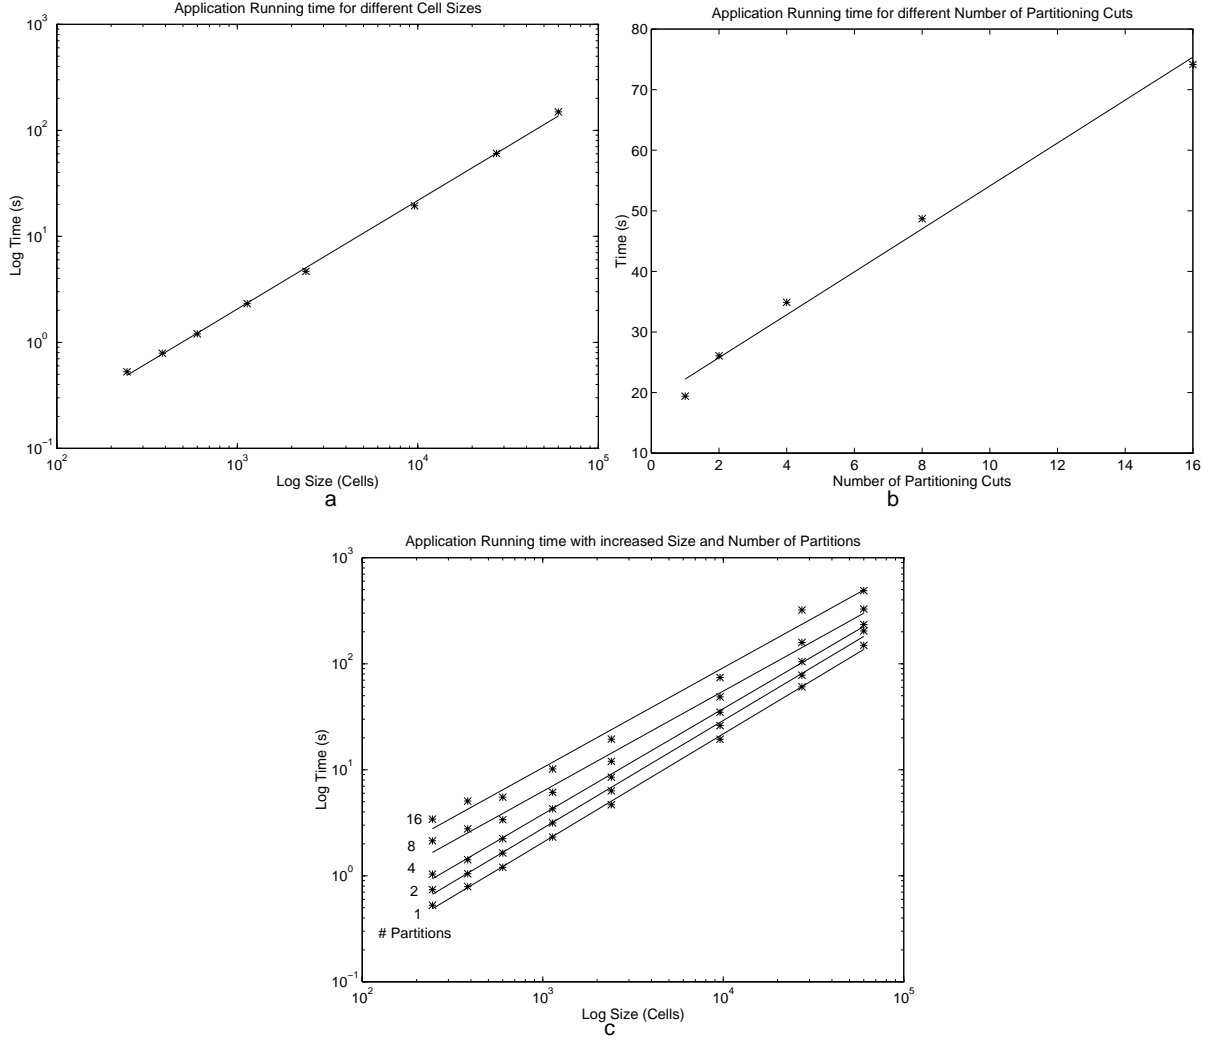 Application Running time for different Cell Sizes
10^3
10^2
10^1
10^0
10^-1
Log Time (s)
10^2 10^3 10^4 10^5
Log Size (Cells)
a
Application Running time for different Number of Partitioning Cuts
80
70
60
50
40
30
20
10
Time (s)
0 2 4 6 8 10 12 14 16
Number of Partitioning Cuts
b
Application Running time with increased Size and Number of Partitions
10^3
10^2
10^1
10^0
10^-1
Log Time (s)
16
8
4
2
1
# Partitions
10^2 10^3 10^4 10^5
Log Size (Cells)
c